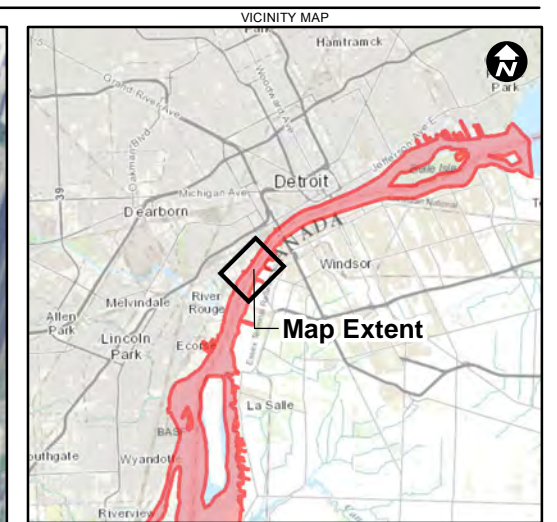 VICINITY MAP
Hamtramck
N
Park
Grand River Ave
Woodward Ave
Oakman Blvd
Jefferson Ave E
Belle Isle
Detroit
39
Michigan Ave
Dearborn
CANADA
Windsor
Melvindale
River
Rouge
Map Extent
Allen
Park
Lincoln
Park
Ecorse
La Salle
BASF
Wyandotte
Riverview